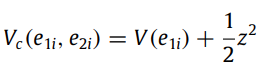 V_c(e_{1i}, e_{2i}) = V(e_{1i}) + \frac{1}{2}z^2